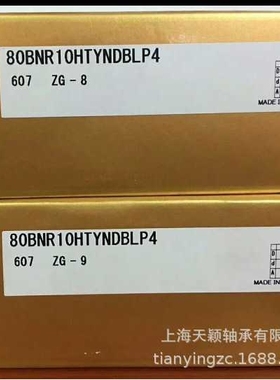 80BNR10HTYNDBLP4
607 ZG-8
D
d
A
MADE IN
80BNR10HTYNDBLP4
607 ZG-9
D
d
A
MADE IN
上海天颖轴承有限
tianyingzc.1688.